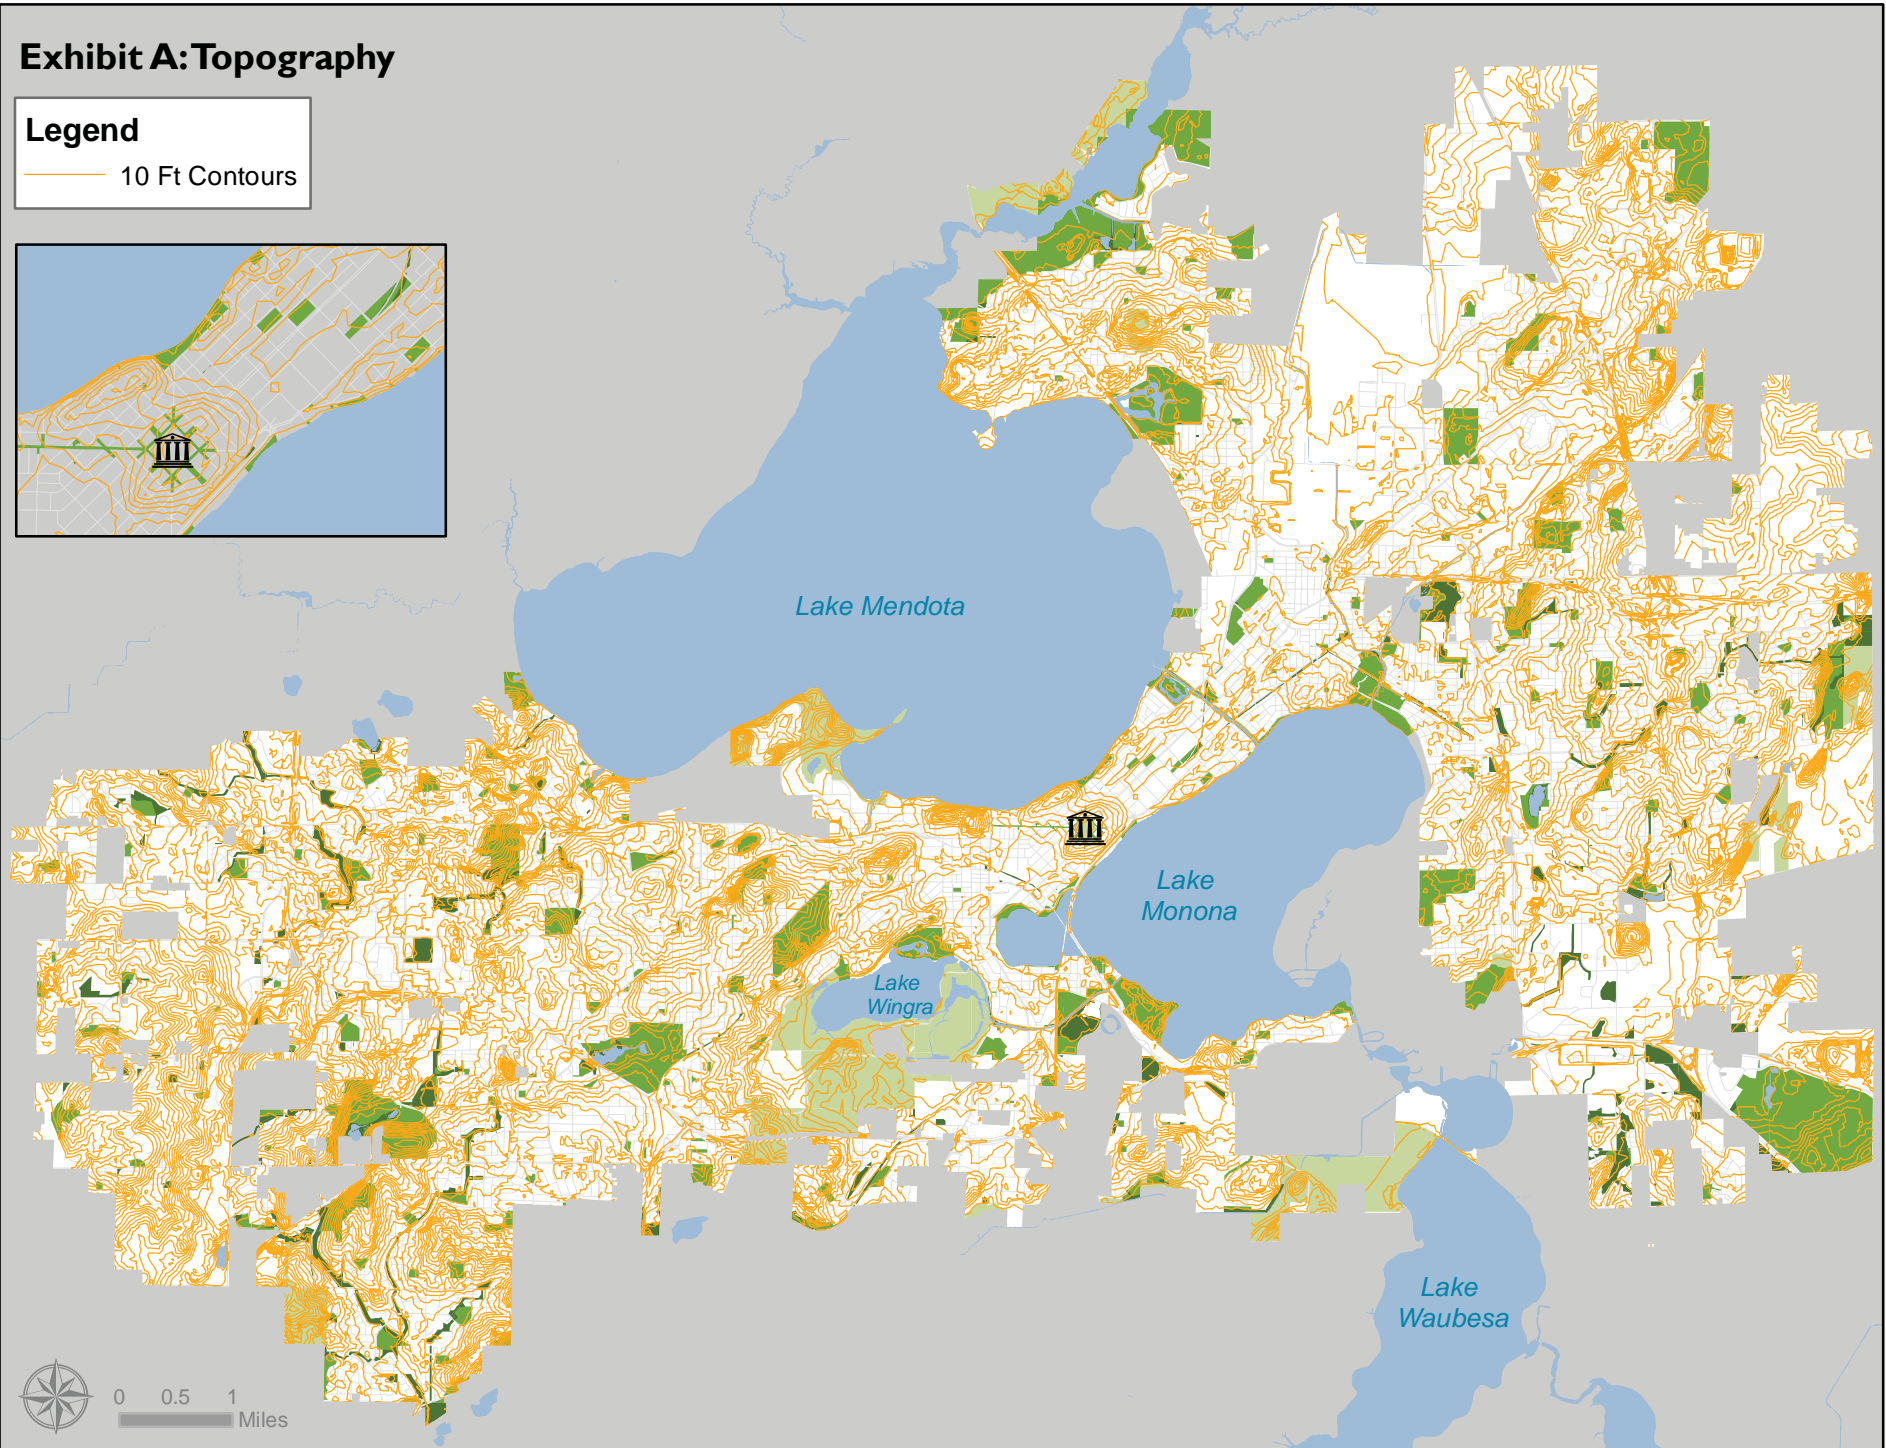 Exhibit A: Topography
Legend
10 Ft Contours
Lake Mendota
Lake
Monona
Lake
Wingra
Lake
Waubesa
0 0.5 1
Miles